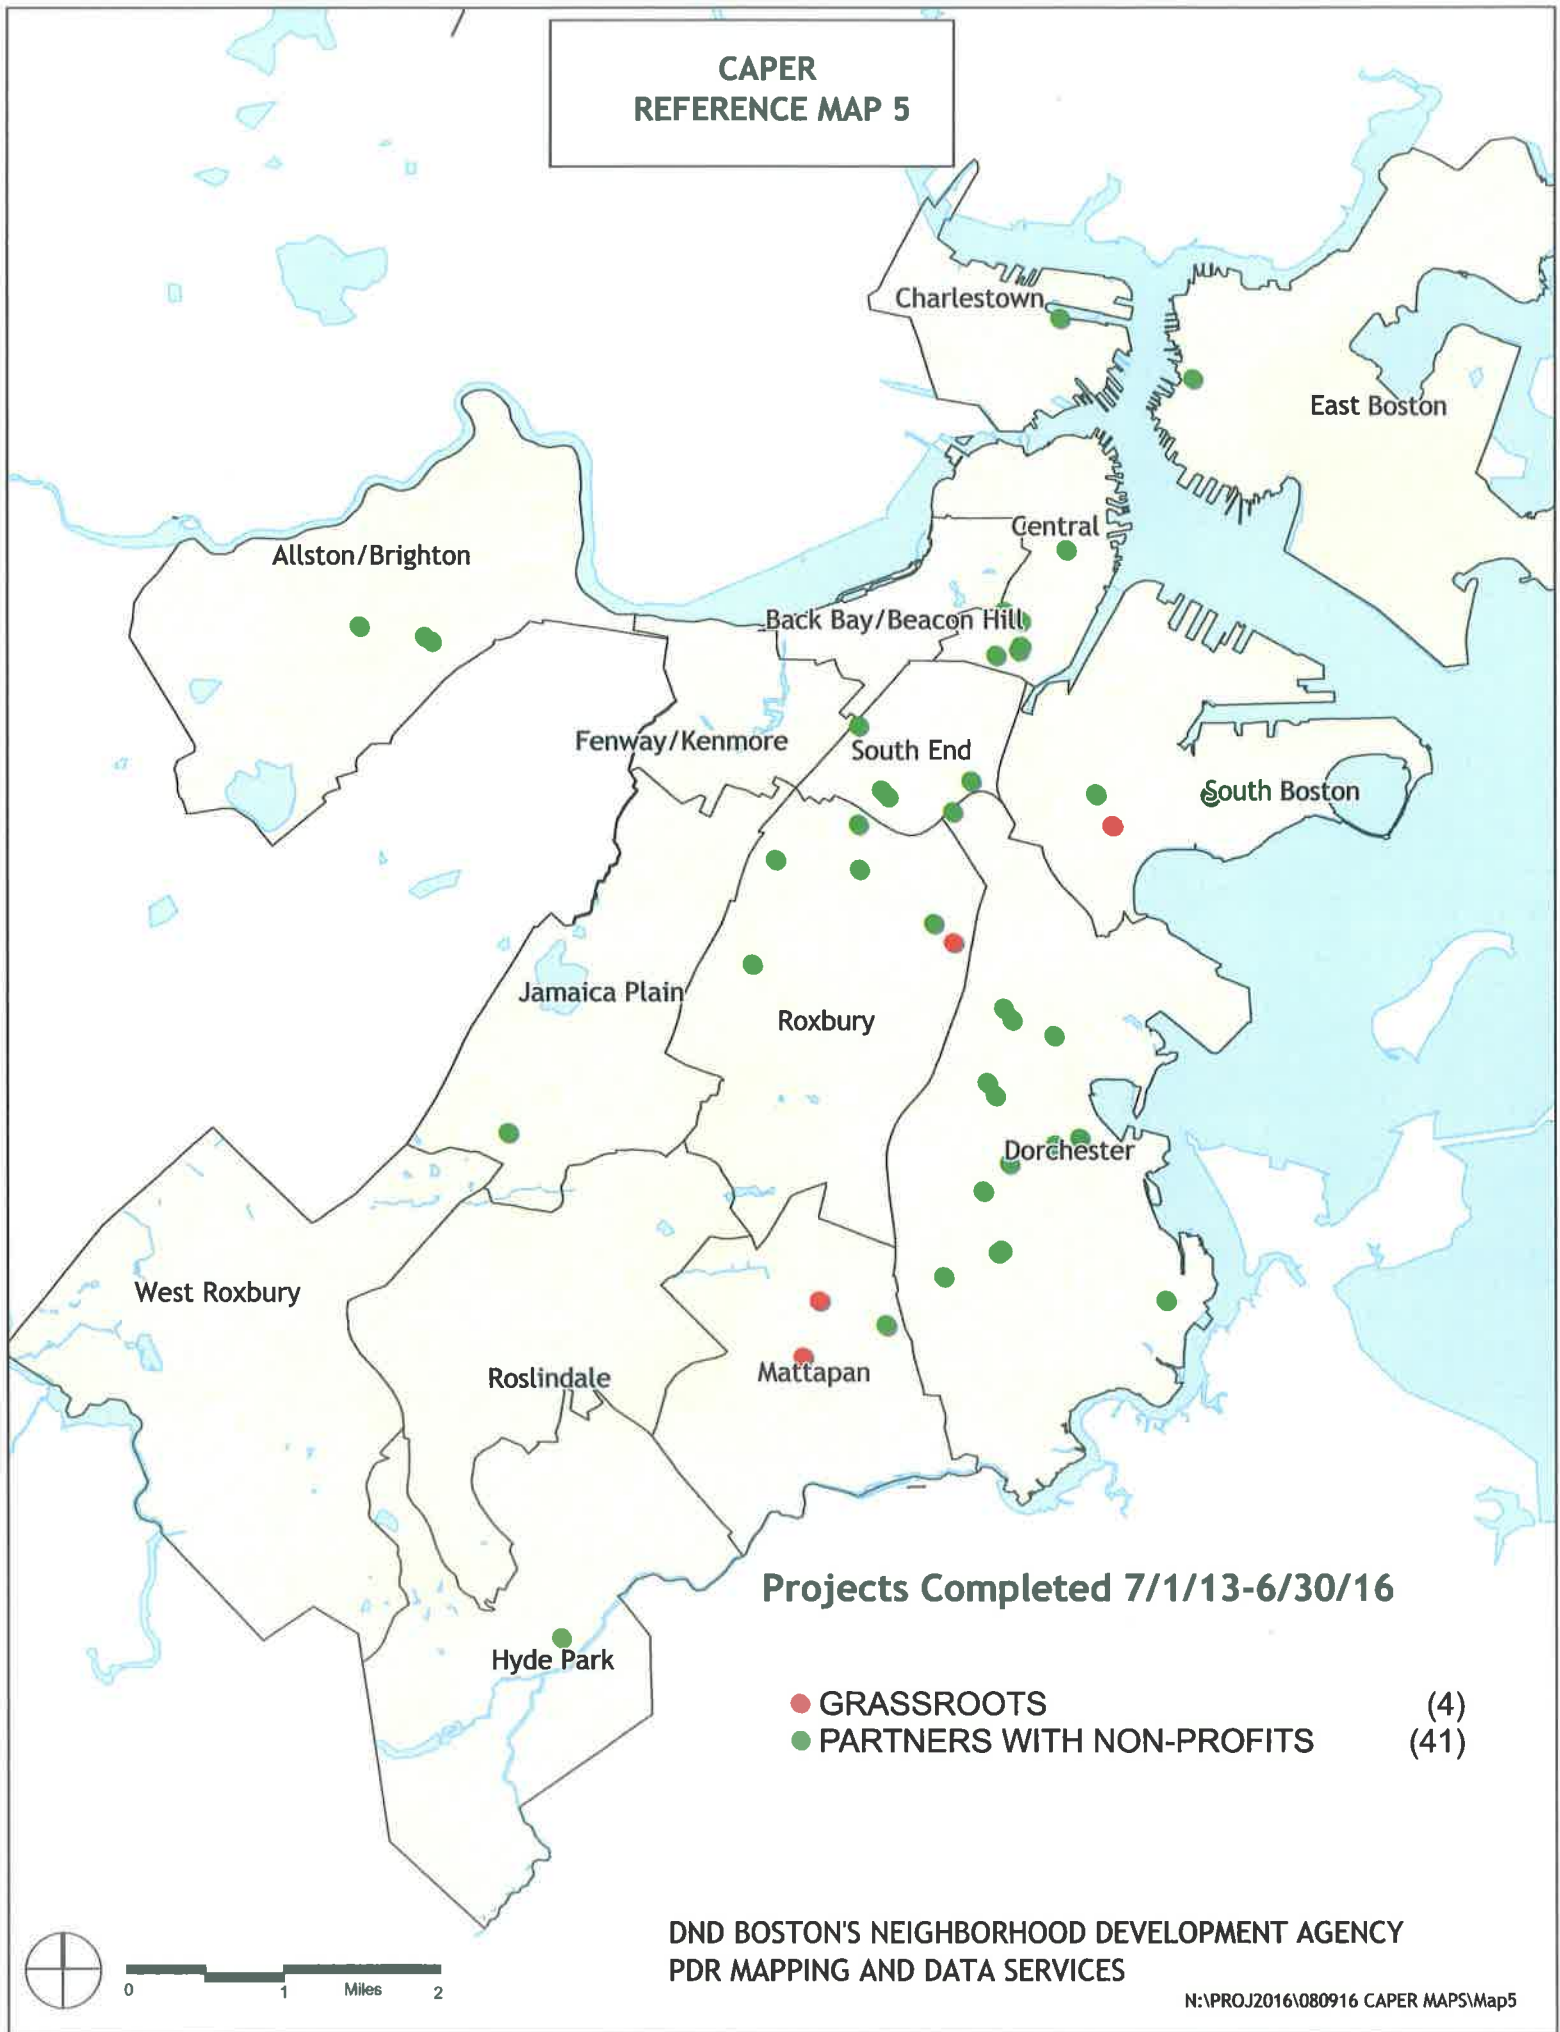 CAPER
REFERENCE MAP 5
Charlestown
East Boston
Central
Allston/Brighton
Back Bay/Beacon Hill
Fenway/Kenmore
South End
South Boston
Jamaica Plain
Roxbury
Dorchester
West Roxbury
Roslindale
Mattapan
Projects Completed 7/1/13-6/30/16
Hyde Park
GRASSROOTS (4)
PARTNERS WITH NON-PROFITS (41)
DND BOSTON'S NEIGHBORHOOD DEVELOPMENT AGENCY
PDR MAPPING AND DATA SERVICES
0 1 Miles 2
N:\PROJ2016\080916 CAPER MAPS\Map5